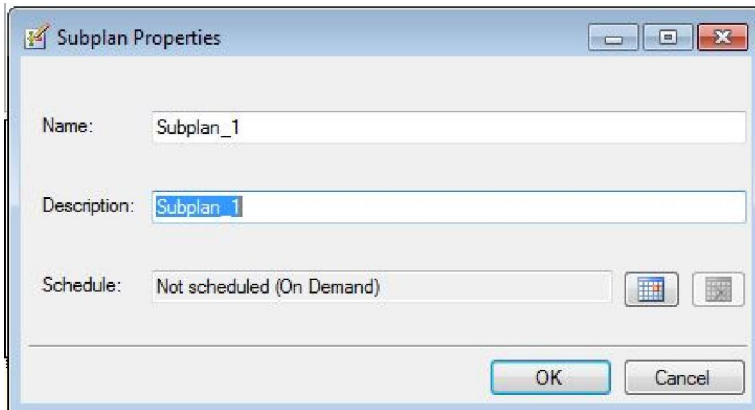 Subplan Properties
Name: Subplan_1
Description: Subplan_1
Schedule: Not scheduled (On Demand)
OK Cancel